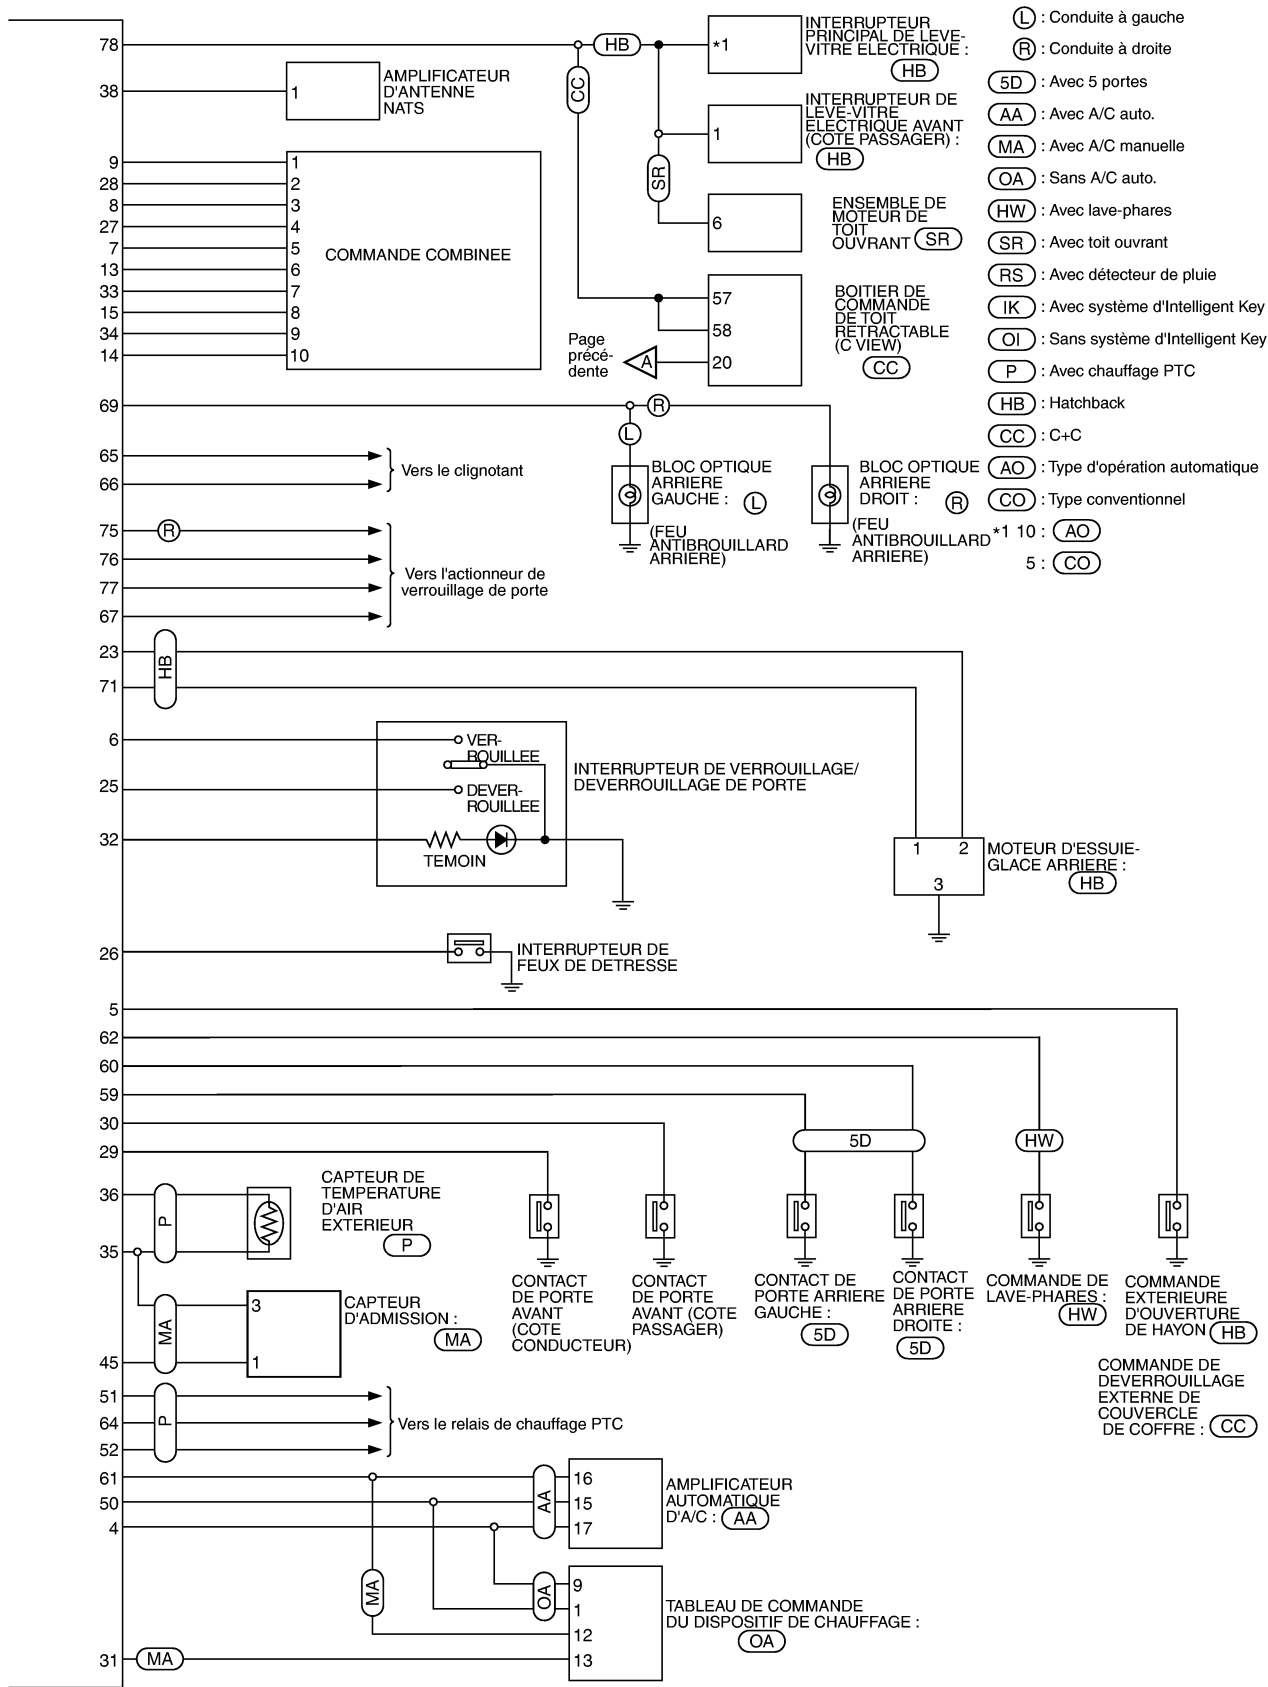 78
HB
*1
INTERRUPTEUR
PRINCIPAL DE LEVE-
VITRE ELECTRIQUE :
HB
38
1
AMPLIFICATEUR
D'ANTENNE
NATS
CC
1
INTERRUPTEUR DE
LEVE-VITRE
ELECTRIQUE AVANT
(COTE PASSAGER) :
HB
SR
6
ENSEMBLE DE
MOTEUR DE
TOIT
OUVRANT SR
57
58
20
BOITIER DE
COMMANDE
DE TOIT
RETRACTABLE
(C VIEW)
CC
Page
précé-
dente
A
L : Conduite à gauche
R : Conduite à droite
5D : Avec 5 portes
AA : Avec A/C auto.
MA : Avec A/C manuelle
OA : Sans A/C auto.
HW : Avec lave-phares
SR : Avec toit ouvrant
RS : Avec détecteur de pluie
IK : Avec système d'Intelligent Key
OI : Sans système d'Intelligent Key
P : Avec chauffage PTC
HB : Hatchback
CC : C+C
AO : Type d'opération automatique
CO : Type conventionnel
*1 10 : AO
5 : CO
9 1
28 2
8 3
27 4
7 5
13 6
33 7
15 8
34 9
14 10
COMMANDE COMBINEE
69
R
L
BLOC OPTIQUE
ARRIERE
GAUCHE : L
(FEU
ANTIBROUILLARD
ARRIERE)
BLOC OPTIQUE
ARRIERE
DROIT : R
(FEU
ANTIBROUILLARD
ARRIERE)
65
66
Vers le clignotant
75 R
76
77
67
Vers l'actionneur de
verrouillage de porte
23
71
HB
6
25
32
VER-
ROUILLEE
DEVER-
ROUILLEE
TEMOIN
INTERRUPTEUR DE VERROUILLAGE/
DEVERROUILLAGE DE PORTE
1 2
3
MOTEUR D'ESSUIE-
GLACE ARRIERE :
HB
26
INTERRUPTEUR DE
FEUX DE DETRESSE
5
62
60
59
30
29
5D
HW
36
35
P
CAPTEUR DE
TEMPERATURE
D'AIR
EXTERIEUR
P
CONTACT
DE PORTE
AVANT
(COTE
CONDUCTEUR)
CONTACT
DE PORTE
AVANT (COTE
PASSAGER)
CONTACT DE
PORTE ARRIERE
GAUCHE :
5D
CONTACT
DE PORTE
ARRIERE
DROITE :
5D
COMMANDE DE
LAVE-PHARES :
HW
COMMANDE
EXTERIEURE
D'OUVERTURE
DE HAYON HB
COMMANDE DE
DEVERROUILLAGE
EXTERNE DE
COUVERCLE
DE COFFRE : CC
MA
3
1
45
CAPTEUR
D'ADMISSION :
MA
51
64
52
P
Vers le relais de chauffage PTC
61
50
4
AA
16
15
17
AMPLIFICATEUR
AUTOMATIQUE
D'A/C : AA
MA
OA
9
1
12
13
TABLEAU DE COMMANDE
DU DISPOSITIF DE CHAUFFAGE :
OA
31 MA